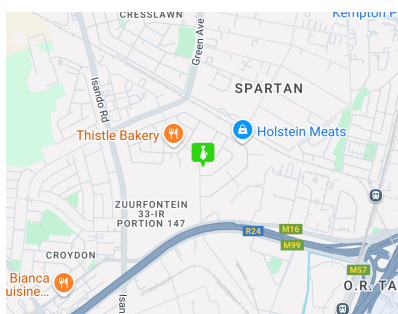 CRESSLAWN
Kempton P
Green Ave
Isando Rd
SPARTAN
Thistle Bakery
Holstein Meats
ZUURFONTEIN
33-IR
PORTION 147
R24
M16
M99
CROYDON
M57
Bianca
uisine...
O.R. TA
Isan